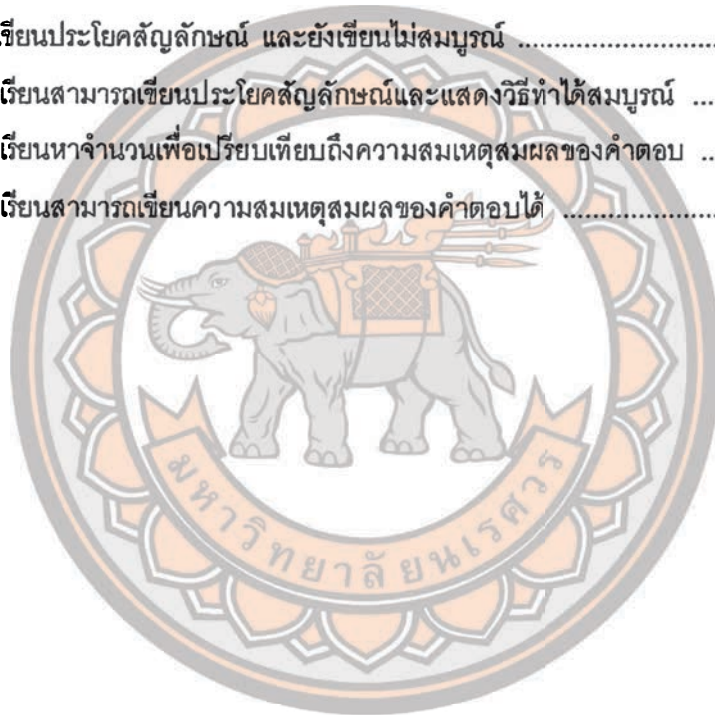 เขียนประโยคสัญลักษณ์ และยังเขียนไม่สมบูรณ์ ..........................
เรียนสามารถเขียนประโยคสัญลักษณ์และแสดงวิธีทำได้สมบูรณ์ ...
เรียนหาจำนวนเพื่อเปรียบเทียบถึงความสมเหตุสมผลของคำตอบ ..
เรียนสามารถเขียนความสมเหตุสมผลของคำตอบได้ ......................
มหาวิทยาลัยนเรศวร